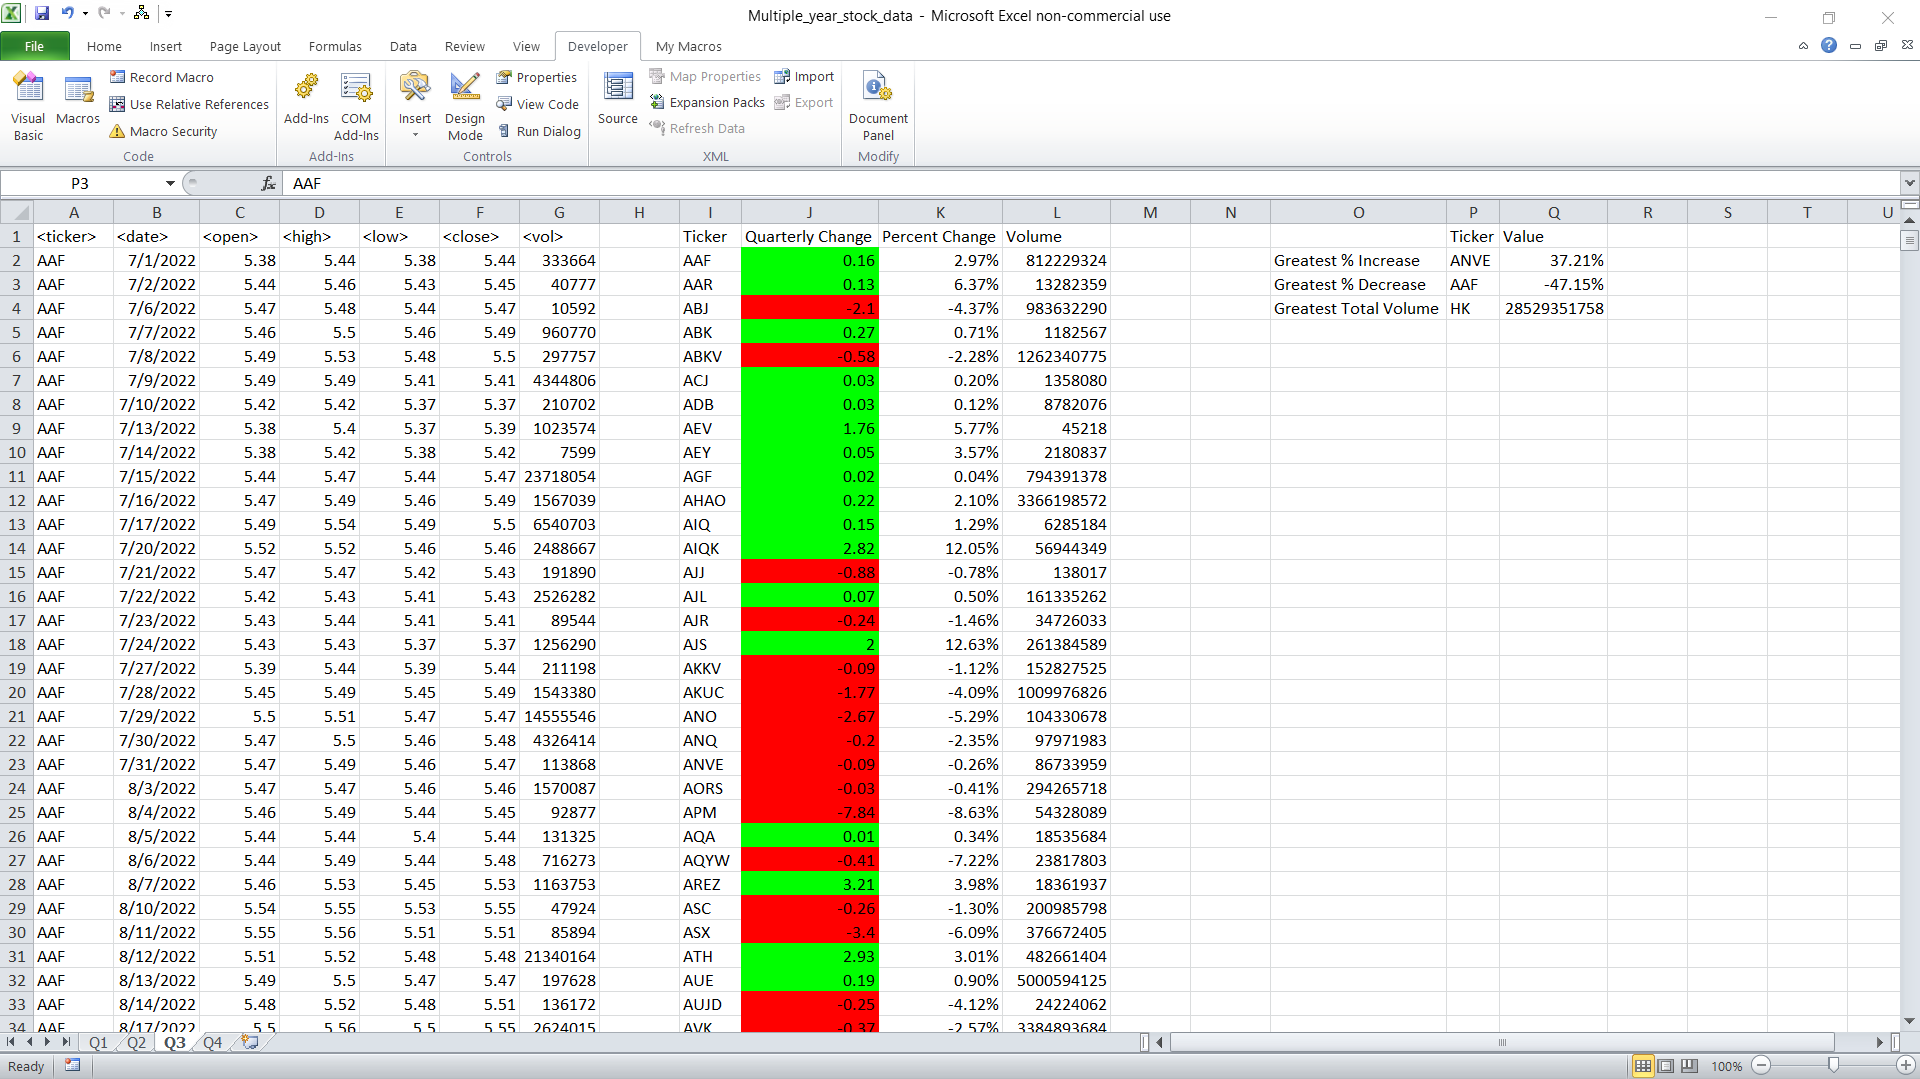 Multiple_year_stock_data - Microsoft Excel non-commercial use
File Home Insert Page Layout Formulas Data Review View Developer My Macros
Visual Basic
Macros
Record Macro
Use Relative References
Macro Security
Code
Add-Ins
COM Add-Ins
Add-Ins
Insert
Design Mode
Properties
View Code
Run Dialog
Controls
Source
Map Properties
Expansion Packs
Refresh Data
Import
Export
XML
Document Panel
Modify
P3 fx AAF
A B C D E F G H I J K L M N O P Q R S T U
1 <ticker> <date> <open> <high> <low> <close> <vol> Ticker Quarterly Change Percent Change Volume Ticker Value
2 AAF 7/1/2022 5.38 5.44 5.38 5.44 333664 AAF 0.16 2.97% 812229324 Greatest % Increase ANVE 37.21%
3 AAF 7/2/2022 5.44 5.46 5.43 5.45 40777 AAR 0.13 6.37% 13282359 Greatest % Decrease AAF -47.15%
4 AAF 7/6/2022 5.47 5.48 5.44 5.47 10592 ABJ -2.1 -4.37% 983632290 Greatest Total Volume HK 28529351758
5 AAF 7/7/2022 5.46 5.5 5.46 5.49 960770 ABK 0.27 0.71% 1182567
6 AAF 7/8/2022 5.49 5.53 5.48 5.5 297757 ABKV -0.58 -2.28% 1262340775
7 AAF 7/9/2022 5.49 5.49 5.41 5.41 4344806 ACJ 0.03 0.20% 1358080
8 AAF 7/10/2022 5.42 5.42 5.37 5.37 210702 ADB 0.03 0.12% 8782076
9 AAF 7/13/2022 5.38 5.4 5.37 5.39 1023574 AEV 1.76 5.77% 45218
10 AAF 7/14/2022 5.38 5.42 5.38 5.42 7599 AEY 0.05 3.57% 2180837
11 AAF 7/15/2022 5.44 5.47 5.44 5.47 23718054 AGF 0.02 0.04% 794391378
12 AAF 7/16/2022 5.47 5.49 5.46 5.49 1567039 AHAO 0.22 2.10% 3366198572
13 AAF 7/17/2022 5.49 5.54 5.49 5.5 6540703 AIQ 0.15 1.29% 6285184
14 AAF 7/20/2022 5.52 5.52 5.46 5.46 2488667 AIQK 2.82 12.05% 56944349
15 AAF 7/21/2022 5.47 5.47 5.42 5.43 191890 AJJ -0.88 -0.78% 138017
16 AAF 7/22/2022 5.42 5.43 5.41 5.43 2526282 AJL 0.07 0.50% 161335262
17 AAF 7/23/2022 5.43 5.44 5.41 5.41 89544 AJR -0.24 -1.46% 34726033
18 AAF 7/24/2022 5.43 5.43 5.37 5.37 1256290 AJS 2 12.63% 261384589
19 AAF 7/27/2022 5.39 5.44 5.39 5.44 211198 AKKV -0.09 -1.12% 152827525
20 AAF 7/28/2022 5.45 5.49 5.45 5.49 1543380 AKUC -1.77 -4.09% 1009976826
21 AAF 7/29/2022 5.5 5.51 5.47 5.47 14555546 ANO -2.67 -5.29% 104330678
22 AAF 7/30/2022 5.47 5.5 5.46 5.48 4326414 ANQ -0.2 -2.35% 97971983
23 AAF 7/31/2022 5.47 5.49 5.46 5.47 113868 ANVE -0.09 -0.26% 86733959
24 AAF 8/3/2022 5.47 5.47 5.46 5.46 1570087 AORS -0.03 -0.41% 294265718
25 AAF 8/4/2022 5.46 5.49 5.44 5.45 92877 APM -7.84 -8.63% 54328089
26 AAF 8/5/2022 5.44 5.44 5.4 5.44 131325 AQA 0.01 0.34% 18535684
27 AAF 8/6/2022 5.44 5.49 5.44 5.48 716273 AQYW -0.41 -7.22% 23817803
28 AAF 8/7/2022 5.46 5.53 5.45 5.53 1163753 AREZ 3.21 3.98% 18361937
29 AAF 8/10/2022 5.54 5.55 5.53 5.55 47924 ASC -0.26 -1.30% 200985798
30 AAF 8/11/2022 5.55 5.56 5.51 5.51 85894 ASX -3.4 -6.09% 376672405
31 AAF 8/12/2022 5.51 5.52 5.48 5.48 21340164 ATH 2.93 3.01% 482661404
32 AAF 8/13/2022 5.49 5.5 5.47 5.47 197628 AUE 0.19 0.90% 5000594125
33 AAF 8/14/2022 5.48 5.52 5.48 5.51 136172 AUJD -0.25 -4.12% 24224062
34 AAF 8/17/2022 5.5 5.56 5.5 5.55 2624015 AVK -0.37 -2.57% 3384893684
Q1 Q2 Q3 Q4
Ready 100%